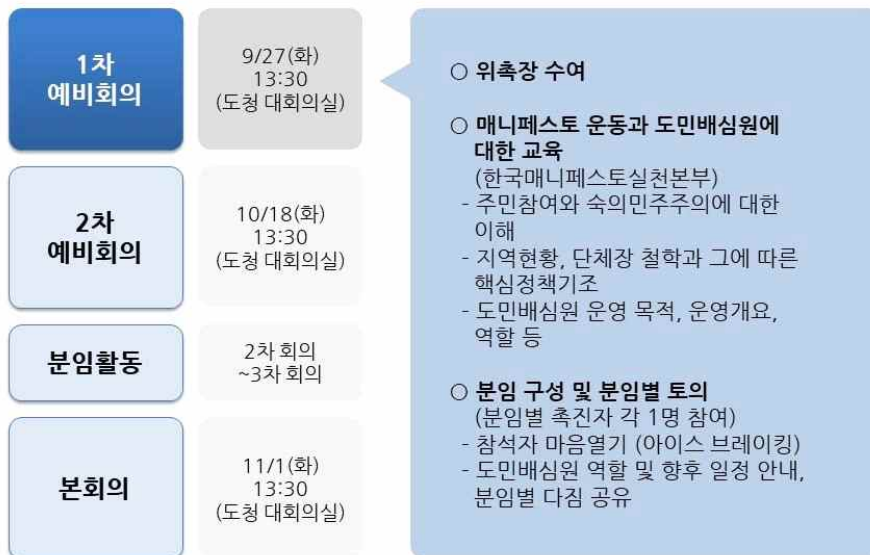 1차
예비회의
9/27(화)
13:30
(도청 대회의실)
2차
예비회의
10/18(화)
13:30
(도청 대회의실)
분임활동
2차 회의
~3차 회의
본회의
11/1(화)
13:30
(도청 대회의실)
○ 위촉장 수여
○ 매니페스토 운동과 도민배심원에
대한 교육
(한국매니페스토실천본부)
- 주민참여와 숙의민주주의에 대한
이해
- 지역현황, 단체장 철학과 그에 따른
핵심정책기조
- 도민배심원 운영 목적, 운영개요,
역할 등
○ 분임 구성 및 분임별 토의
(분임별 촉진자 각 1명 참여)
- 참석자 마음열기 (아이스 브레이킹)
- 도민배심원 역할 및 향후 일정 안내,
분임별 다짐 공유